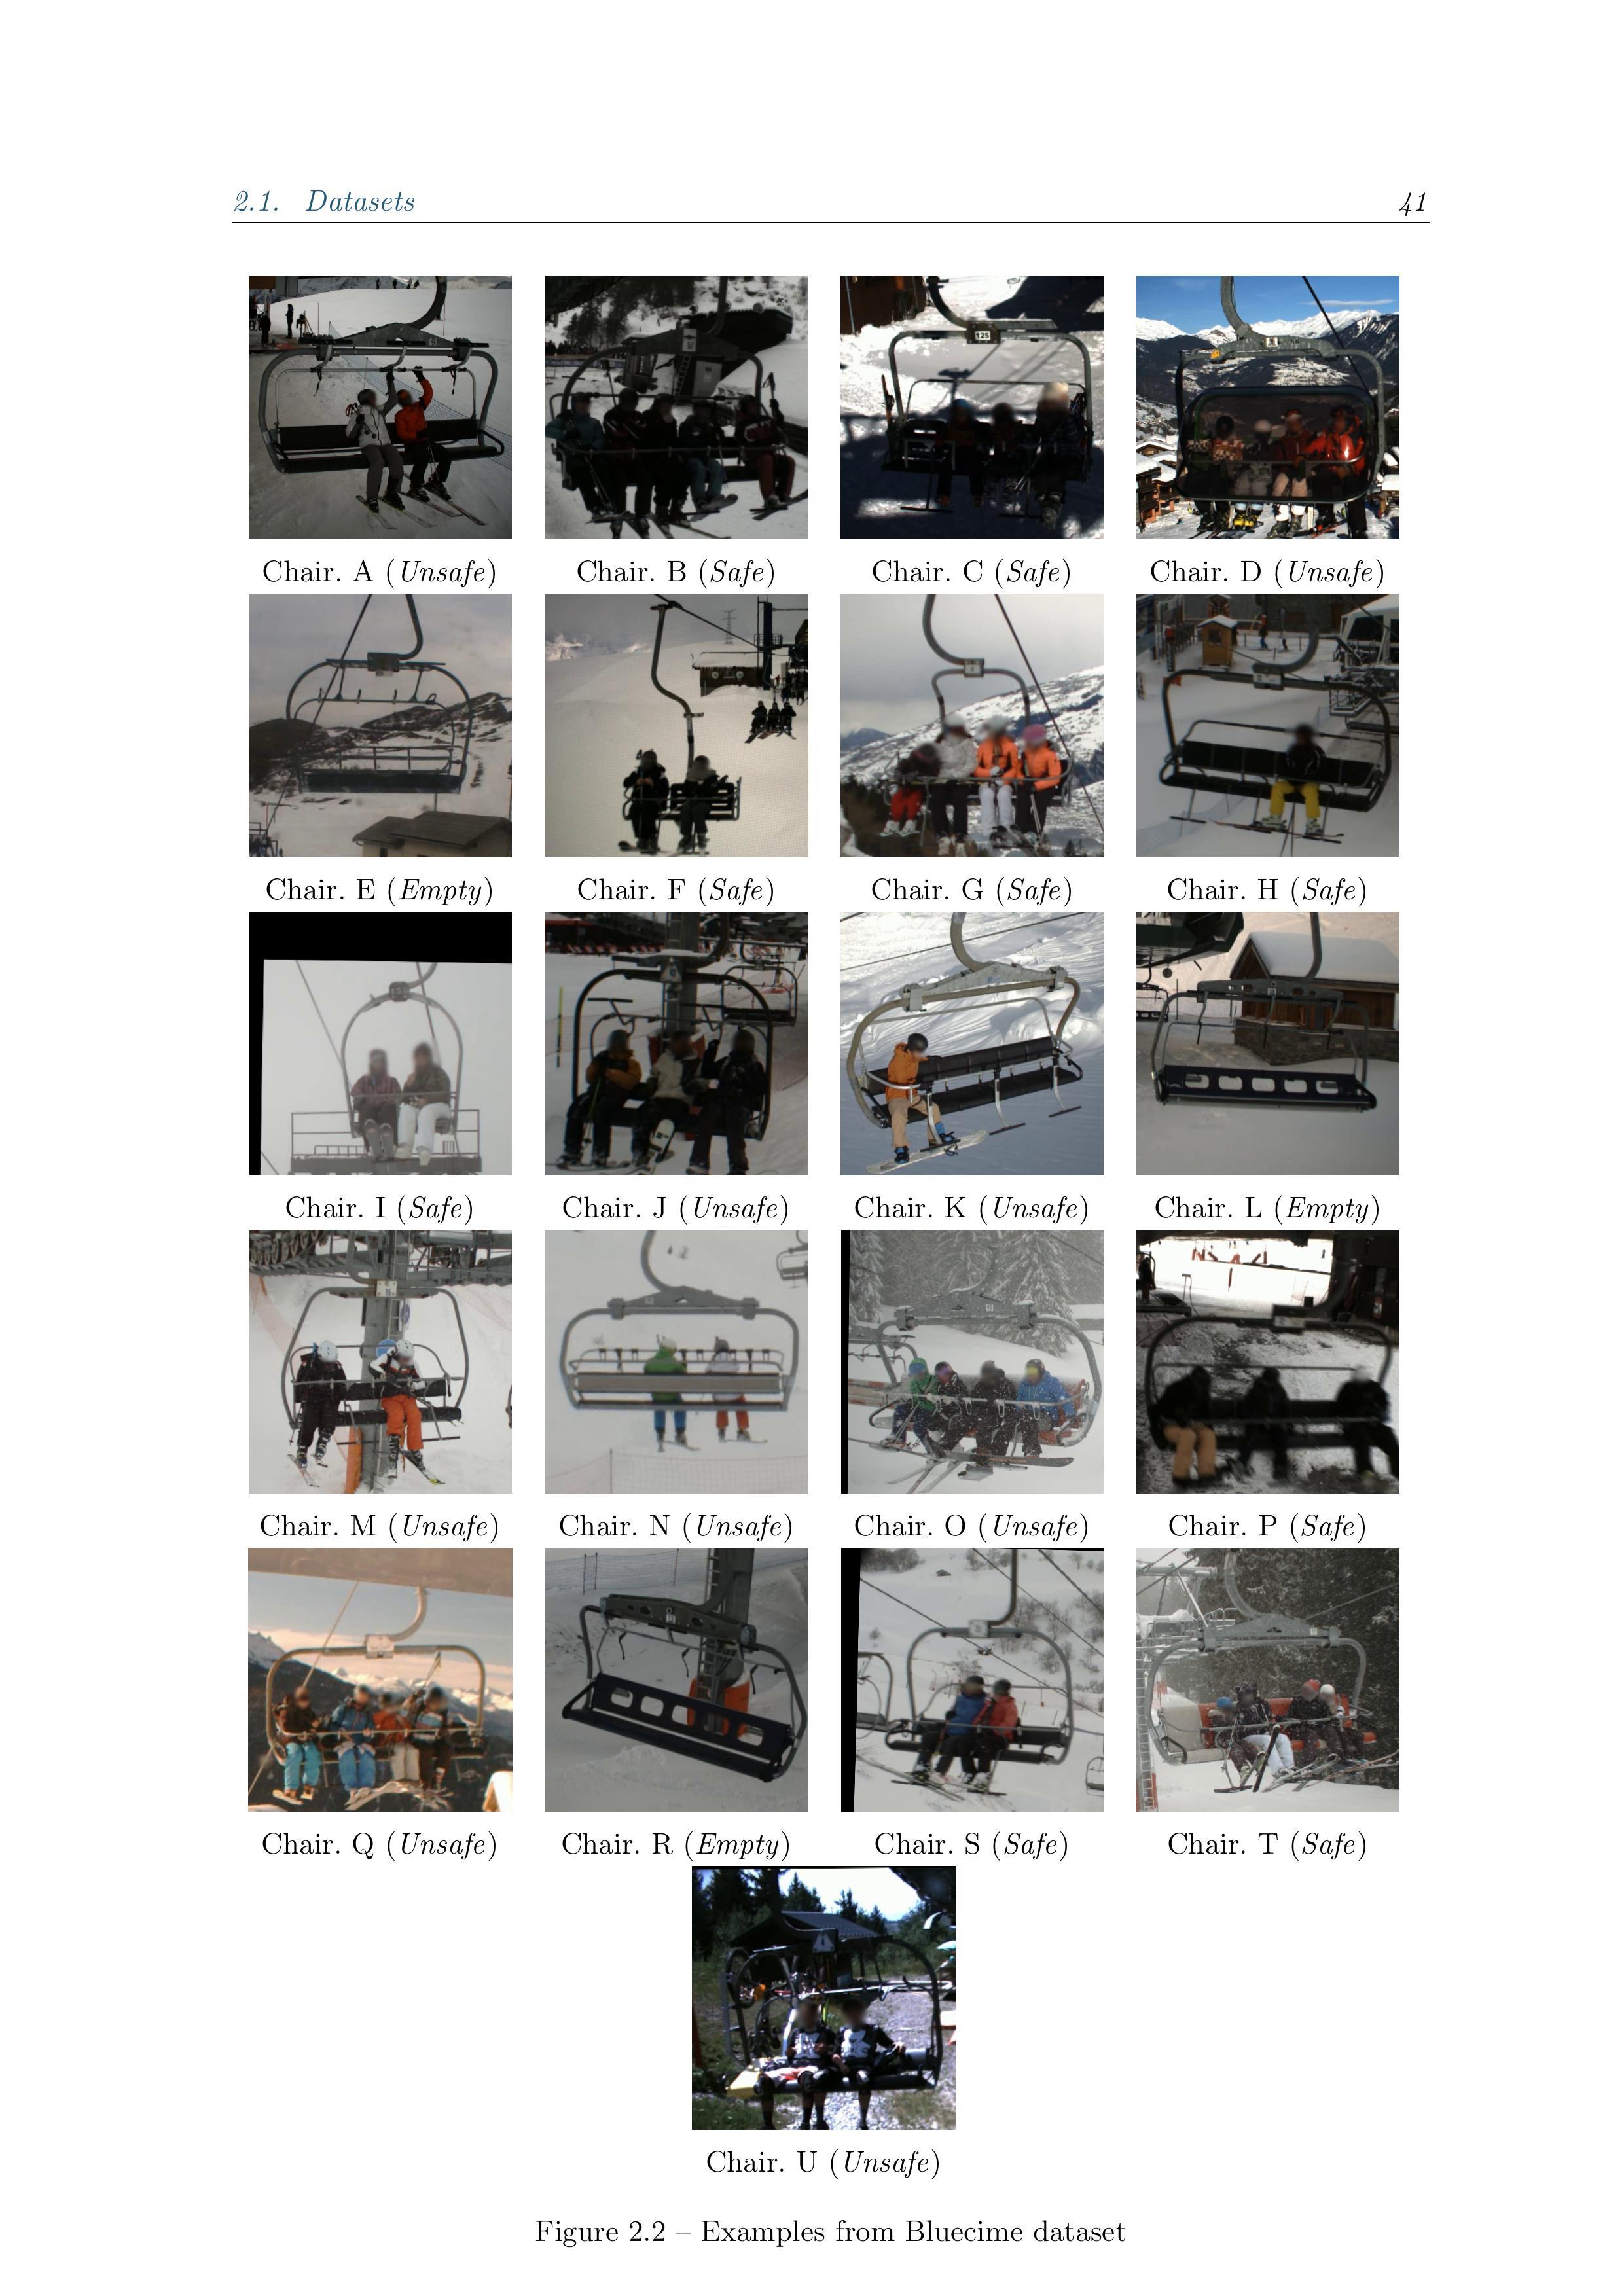 2.1. Datasets 41
125
Chair. A (Unsafe) Chair. B (Safe) Chair. C (Safe) Chair. D (Unsafe)
Chair. E (Empty) Chair. F (Safe) Chair. G (Safe) Chair. H (Safe)
Chair. I (Safe) Chair. J (Unsafe) Chair. K (Unsafe) Chair. L (Empty)
Chair. M (Unsafe) Chair. N (Unsafe) Chair. O (Unsafe) Chair. P (Safe)
Chair. Q (Unsafe) Chair. R (Empty) Chair. S (Safe) Chair. T (Safe)
Chair. U (Unsafe)
Figure 2.2 – Examples from Bluecime dataset